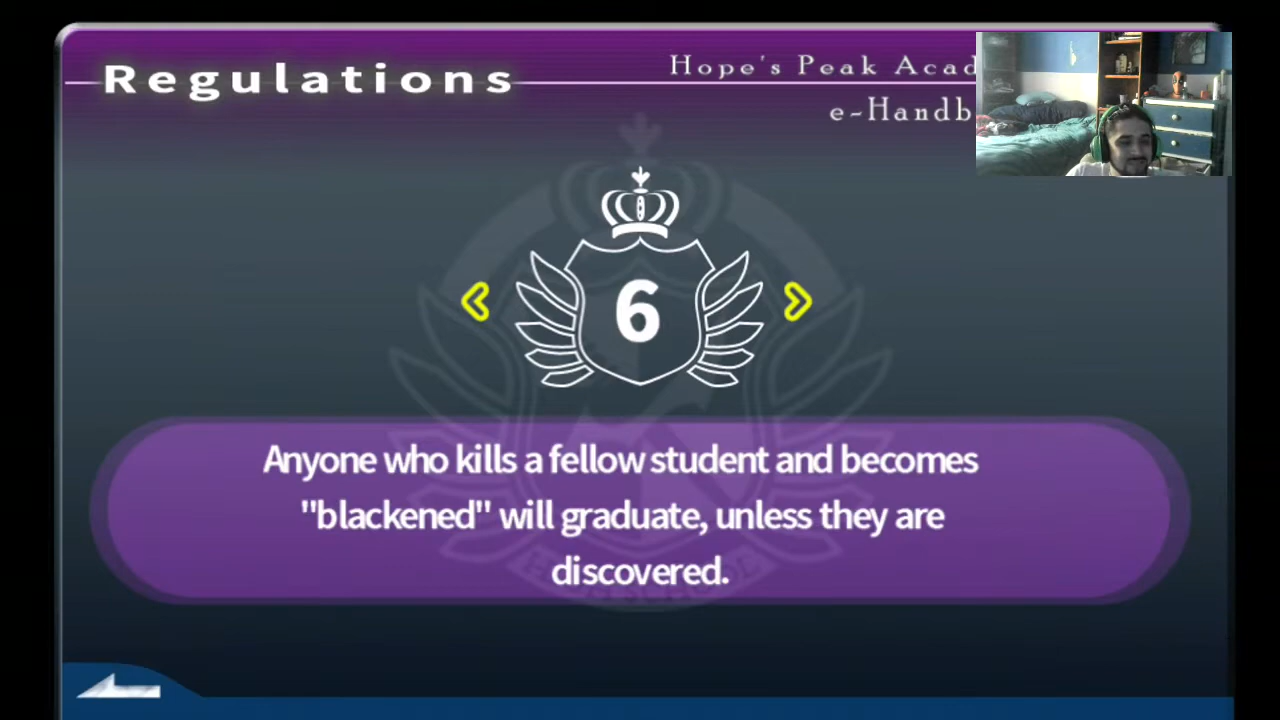 Regulations
Hope's Peak Acad
e-Handb
6
Anyone who kills a fellow student and becomes
"blackened" will graduate, unless they are
discovered.